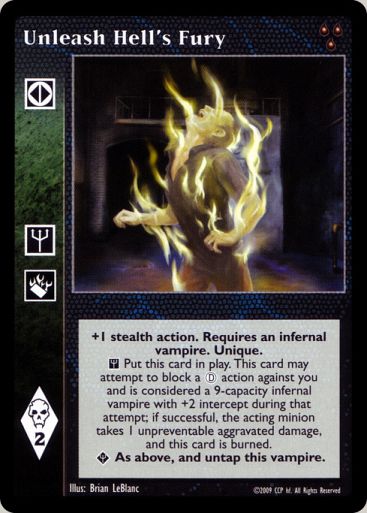 Unleash Hell's Fury
+1 stealth action. Requires an infernal
vampire. Unique.
Put this card in play. This card may
attempt to block a Ⓓ action against you
and is considered a 9-capacity infernal
vampire with +2 intercept during that
attempt; if successful, the acting minion
takes 1 unpreventable aggravated damage,
and this card is burned.
As above, and untap this vampire.
2
Illus: Brian LeBlanc ©2009 CCP hf. All Rights Reserved